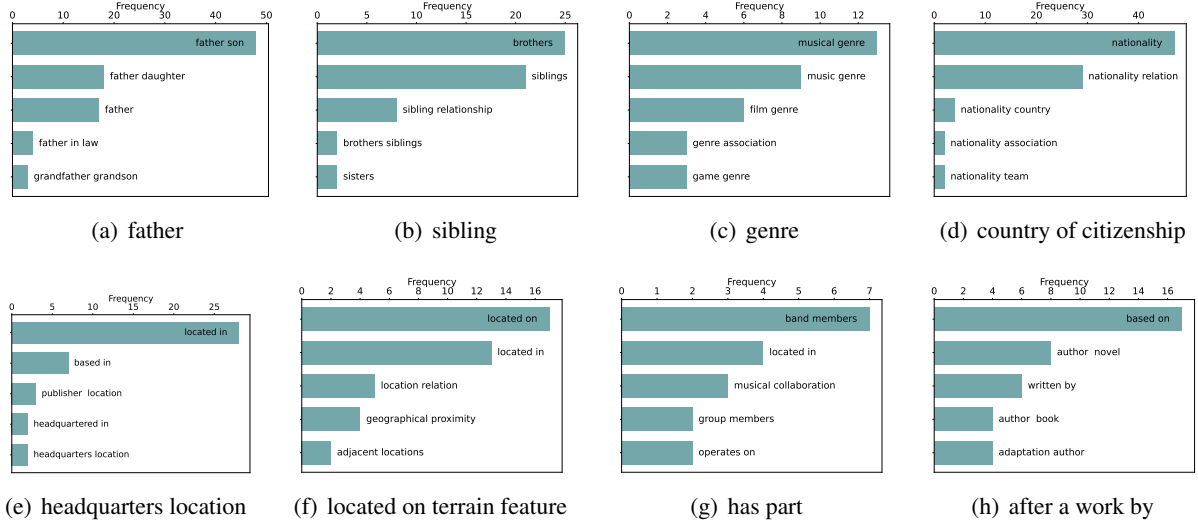 Frequency
0 10 20 30 40 50
father son
father daughter
father
father in law
grandfather grandson
(a) father
Frequency
0 5 10 15 20 25
brothers
siblings
sibling relationship
brothers siblings
sisters
(b) sibling
Frequency
0 2 4 6 8 10 12
musical genre
music genre
film genre
genre association
game genre
(c) genre
Frequency
0 10 20 30 40
nationality
nationality relation
nationality country
nationality association
nationality team
(d) country of citizenship
Frequency
0 5 10 15 20 25
located in
based in
publisher location
headquartered in
headquarters location
(e) headquarters location
Frequency
0 2 4 6 8 10 12 14 16
located on
located in
location relation
geographical proximity
adjacent locations
(f) located on terrain feature
Frequency
0 1 2 3 4 5 6 7
band members
located in
musical collaboration
group members
operates on
(g) has part
Frequency
0 2 4 6 8 10 12 14 16
based on
author novel
written by
author book
adaptation author
(h) after a work by